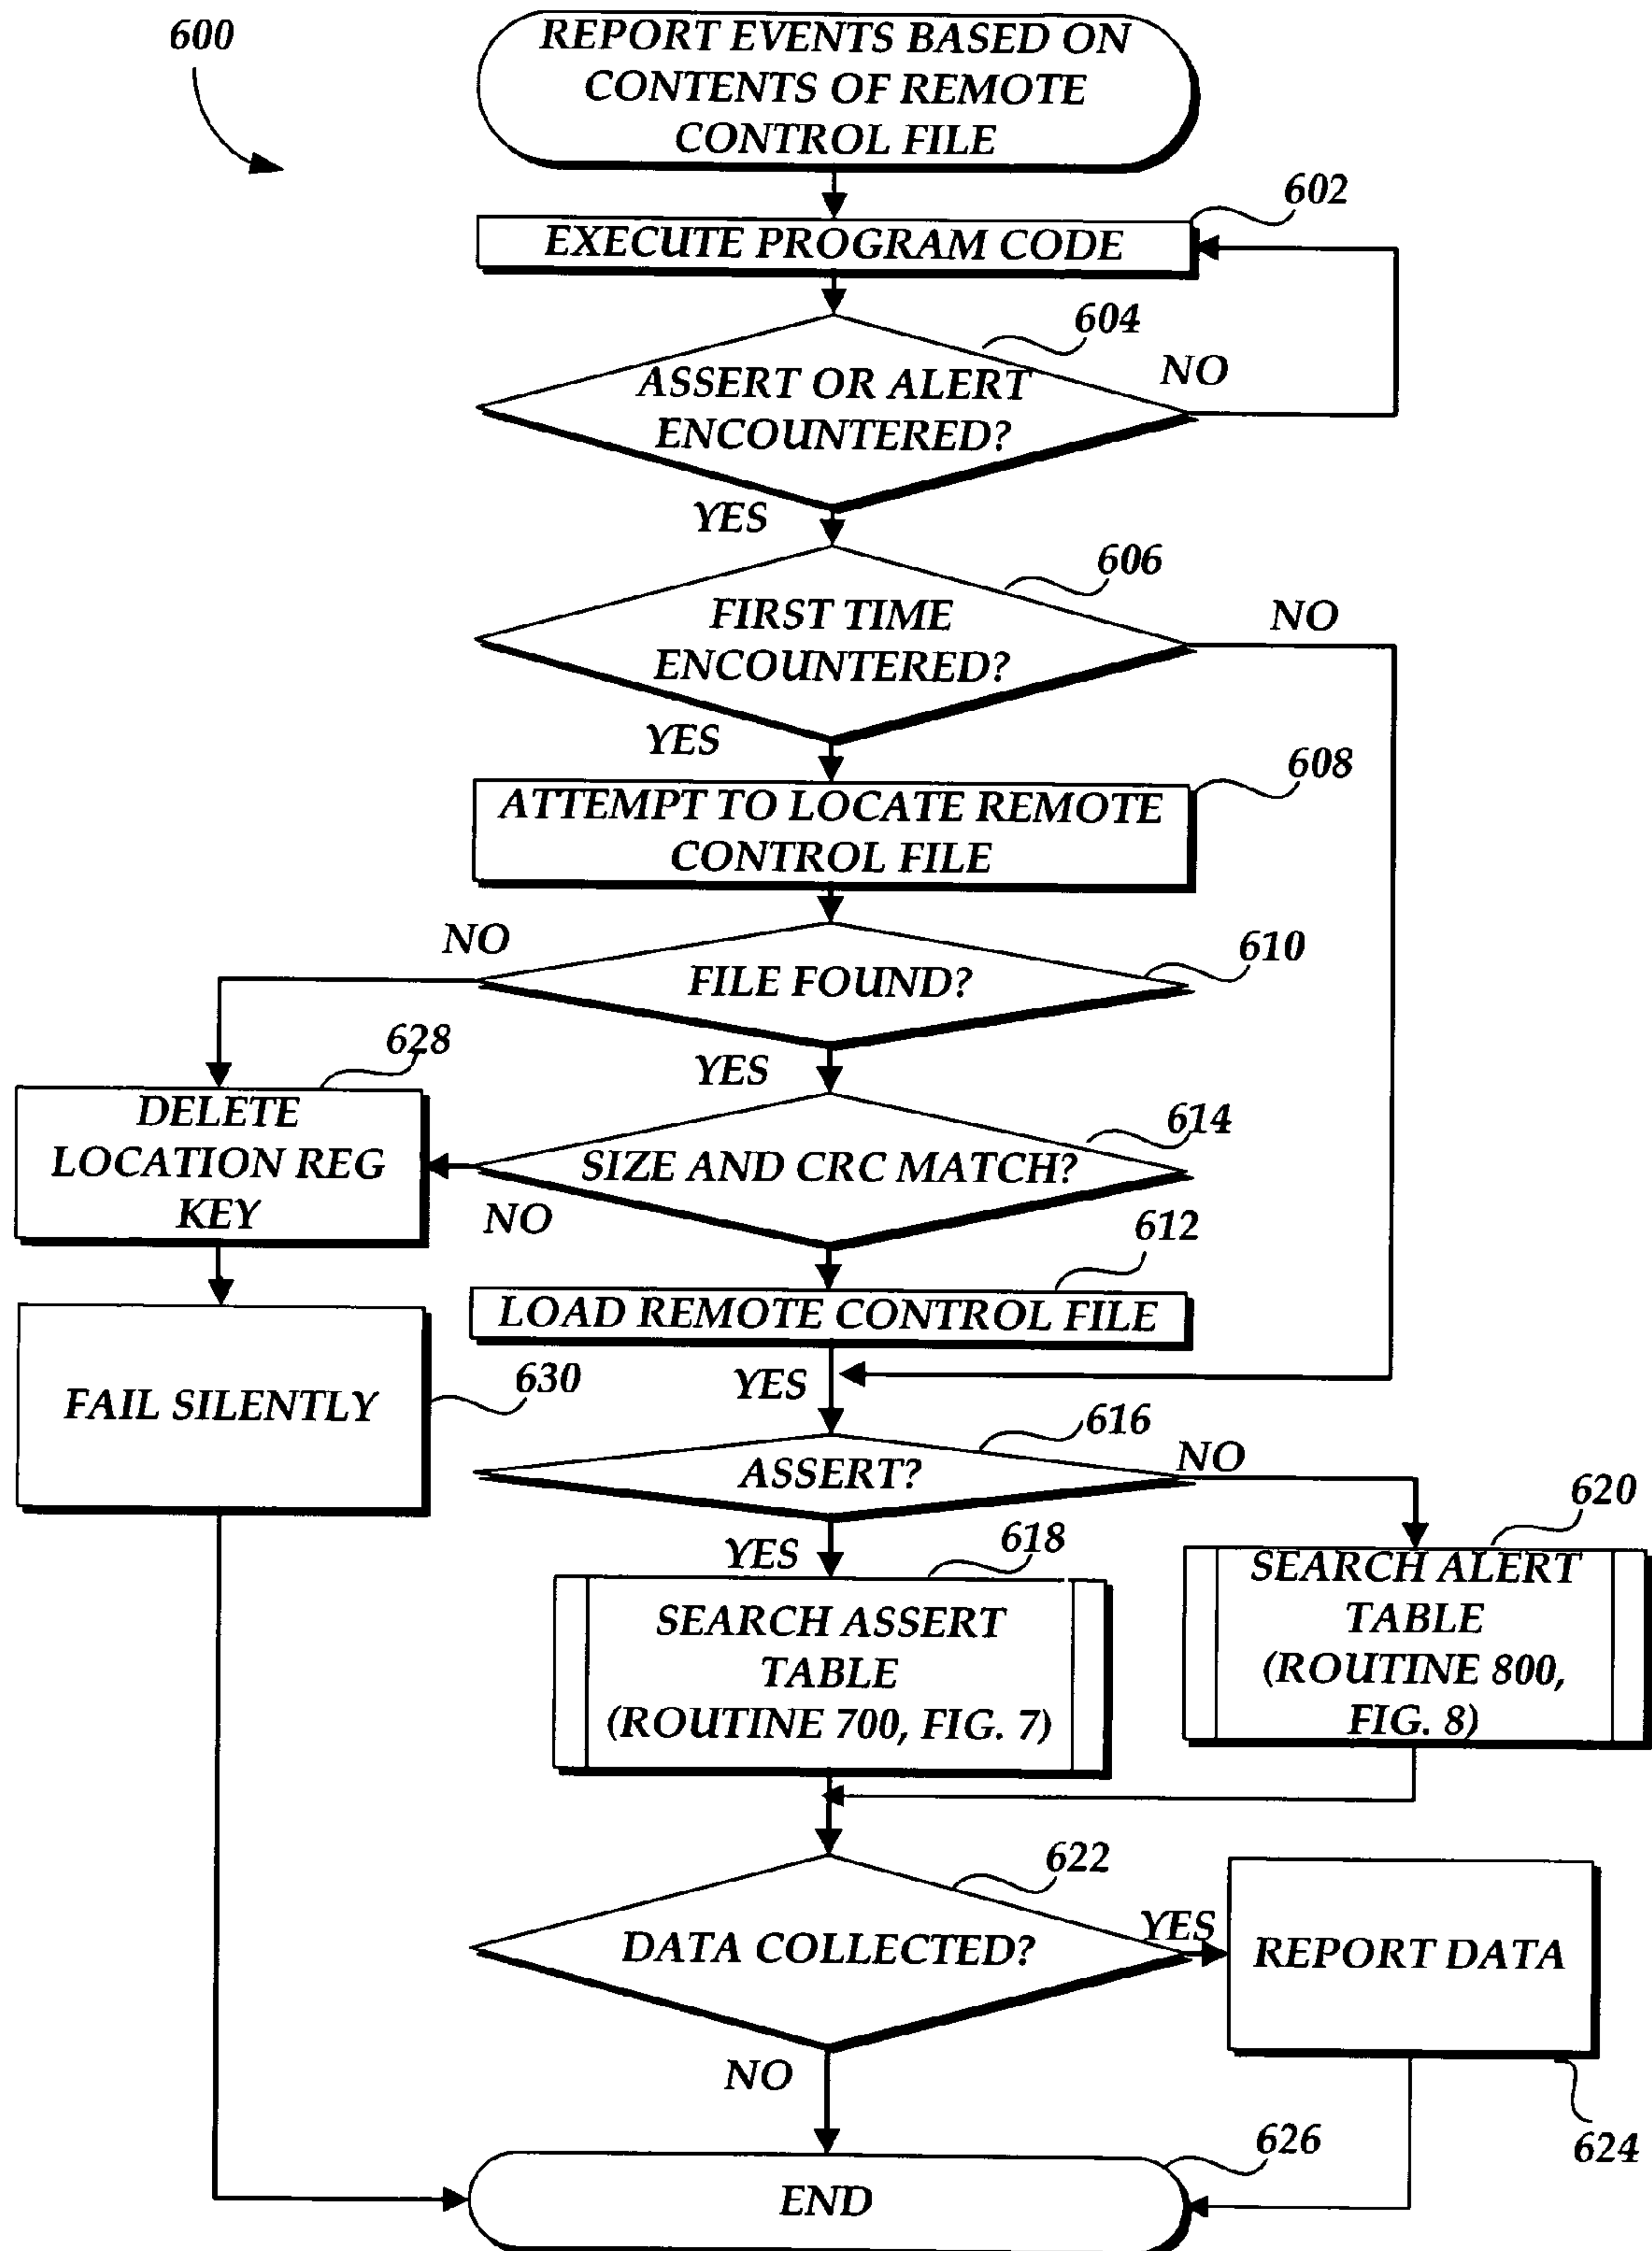 600
REPORT EVENTS BASED ON
CONTENTS OF REMOTE
CONTROL FILE
602
EXECUTE PROGRAM CODE
604
ASSERT OR ALERT
ENCOUNTERED?
NO
YES
606
FIRST TIME
ENCOUNTERED?
NO
YES
608
ATTEMPT TO LOCATE REMOTE
CONTROL FILE
NO
610
FILE FOUND?
628
YES
DELETE
LOCATION REG
KEY
614
SIZE AND CRC MATCH?
NO
612
LOAD REMOTE CONTROL FILE
YES
630
FAIL SILENTLY
616
ASSERT?
NO
620
YES
618
SEARCH ASSERT
TABLE
(ROUTINE 700, FIG. 7)
SEARCH ALERT
TABLE
(ROUTINE 800,
FIG. 8)
622
DATA COLLECTED?
YES
REPORT DATA
NO
624
626
END